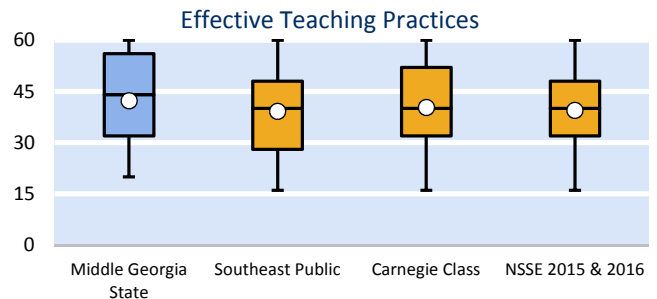 Effective Teaching Practices
60
45
30
15
0
Middle Georgia
State
Southeast Public
Carnegie Class
NSSE 2015 & 2016